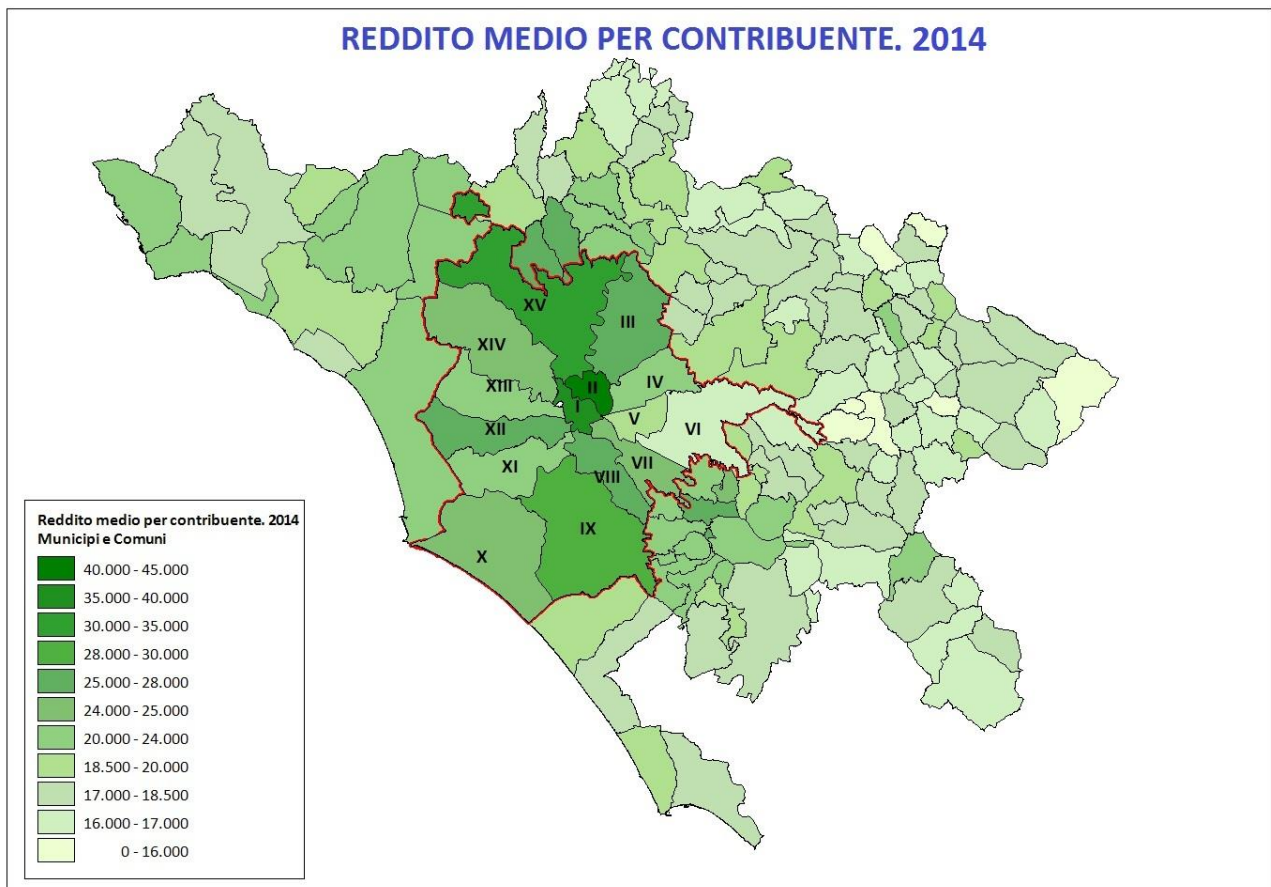 REDDITO MEDIO PER CONTRIBUENTE. 2014
XV
III
XIV
XIII
II
IV
I
V
XII
VI
XI
VII
VIII
IX
X
Reddito medio per contribuente. 2014
Municipi e Comuni
40.000 - 45.000
35.000 - 40.000
30.000 - 35.000
28.000 - 30.000
25.000 - 28.000
24.000 - 25.000
20.000 - 24.000
18.500 - 20.000
17.000 - 18.500
16.000 - 17.000
0 - 16.000